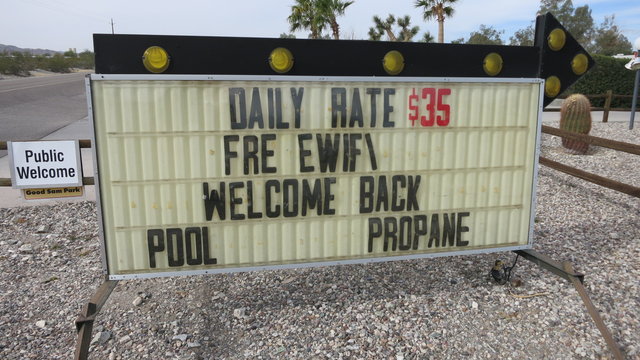 DAILY RATE $35
FRE EWIFI
WELCOME BACK
POOL PROPANE
Public
Welcome
Good Sam Park